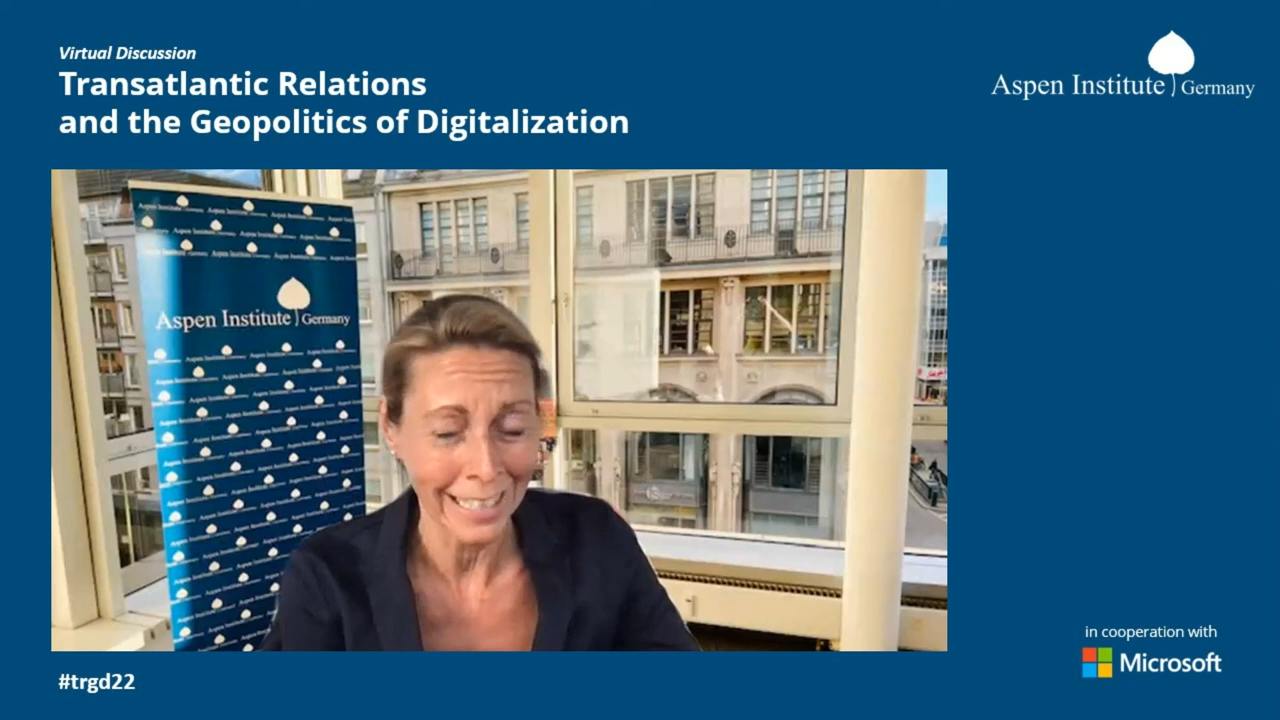 Virtual Discussion
Transatlantic Relations
and the Geopolitics of Digitalization
Aspen Institute Germany
Aspen Institute Germany
#trgd22
in cooperation with
Microsoft